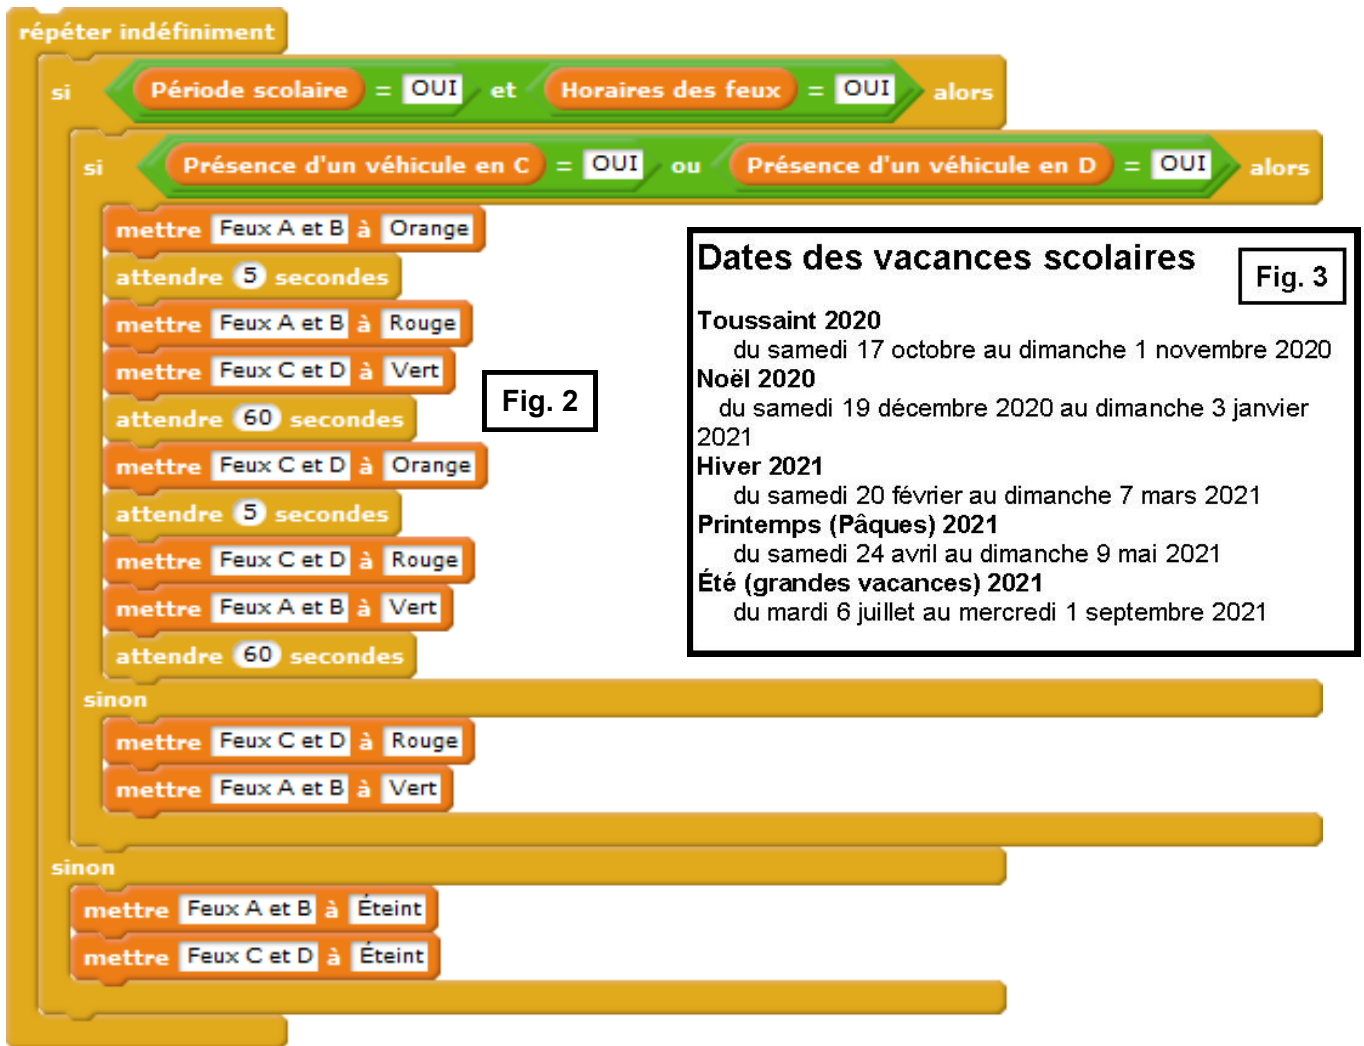 répéter indéfiniment
si Période scolaire = OUI et Horaires des feux = OUI alors
si Présence d'un véhicule en C = OUI ou Présence d'un véhicule en D = OUI alors
mettre Feux A et B à Orange
attendre 5 secondes
mettre Feux A et B à Rouge
mettre Feux C et D à Vert
attendre 60 secondes
mettre Feux C et D à Orange
attendre 5 secondes
mettre Feux C et D à Rouge
mettre Feux A et B à Vert
attendre 60 secondes
sinon
mettre Feux C et D à Rouge
mettre Feux A et B à Vert
sinon
mettre Feux A et B à Éteint
mettre Feux C et D à Éteint
Fig. 2
Dates des vacances scolaires
Fig. 3
Toussaint 2020
du samedi 17 octobre au dimanche 1 novembre 2020
Noël 2020
du samedi 19 décembre 2020 au dimanche 3 janvier
2021
Hiver 2021
du samedi 20 février au dimanche 7 mars 2021
Printemps (Pâques) 2021
du samedi 24 avril au dimanche 9 mai 2021
Été (grandes vacances) 2021
du mardi 6 juillet au mercredi 1 septembre 2021